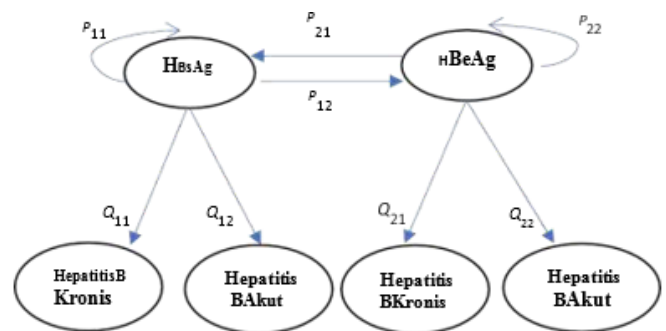 P11
P21
P22
HBsAg
HBeAg
P12
Q11
Q12
Q21
Q22
HepatitisB
Kronis
Hepatitis
BAkut
Hepatitis
BKronis
Hepatitis
BAkut